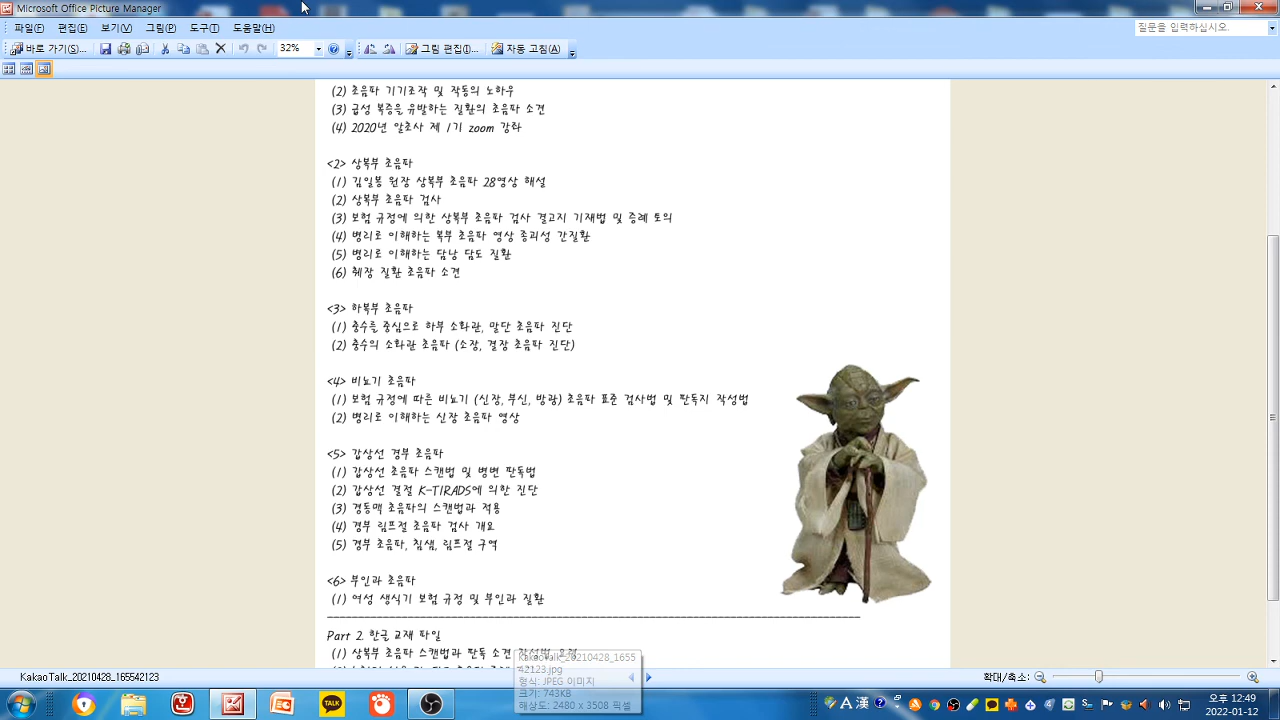 Microsoft Office Picture Manager
파일(F) 편집(E) 보기(V) 그림(P) 도구(T) 도움말(H)
질문을 입력하십시오.
바로 가기(S)... 32% 그림 편집(I)... 자동 고침(A)
(2) 초음파 기기조작 및 작동의 노하우
(3) 급성 복증을 유발하는 질환의 초음파 소견
(4) 2020년 알초사 제 1기 zoom 강좌
<2> 상복부 초음파
(1) 김일봉 원장 상복부 초음파 28영상 해설
(2) 상복부 초음파 검사
(3) 보험 규정에 의한 상복부 초음파 검사 결고지 기재법 및 증례 토의
(4) 병리로 이해하는 복부 초음파 영상 종괴성 간질환
(5) 병리로 이해하는 담낭 담도 질환
(6) 췌장 질환 초음파 소견
<3> 하복부 초음파
(1) 충수를 중심으로 하부 소화관, 말단 초음파 진단
(2) 충수의 소화관 초음파 (소장, 결장 초음파 진단)
<4> 비뇨기 초음파
(1) 보험 규정에 따른 비뇨기 (신장, 부신, 방광) 초음파 표준 검사법 및 판독지 작성법
(2) 병리로 이해하는 신장 초음파 영상
<5> 갑상선 경부 초음파
(1) 갑상선 초음파 스캔법 및 병변 판독법
(2) 갑상선 결절 K-TIRADS에 의한 진단
(3) 경동맥 초음파의 스캔법과 적용
(4) 경부 림프절 초음파 검사 개요
(5) 경부 초음파, 침샘, 림프절 구역
<6> 부인과 초음파
(1) 여성 생식기 보험 규정 및 부인과 질환
Part 2. 한글 교재 파일
(1) 상복부 초음파 스캔법과 판독 소견
KakaoTalk_20210428_1655
42123.jpg
형식: JPEG 이미지
크기: 743KB
해상도: 2480 x 3508 픽셀
KakaoTalk_20210428_165542123
확대/축소:
TALK
A 漢
오후 12:49
2022-01-12